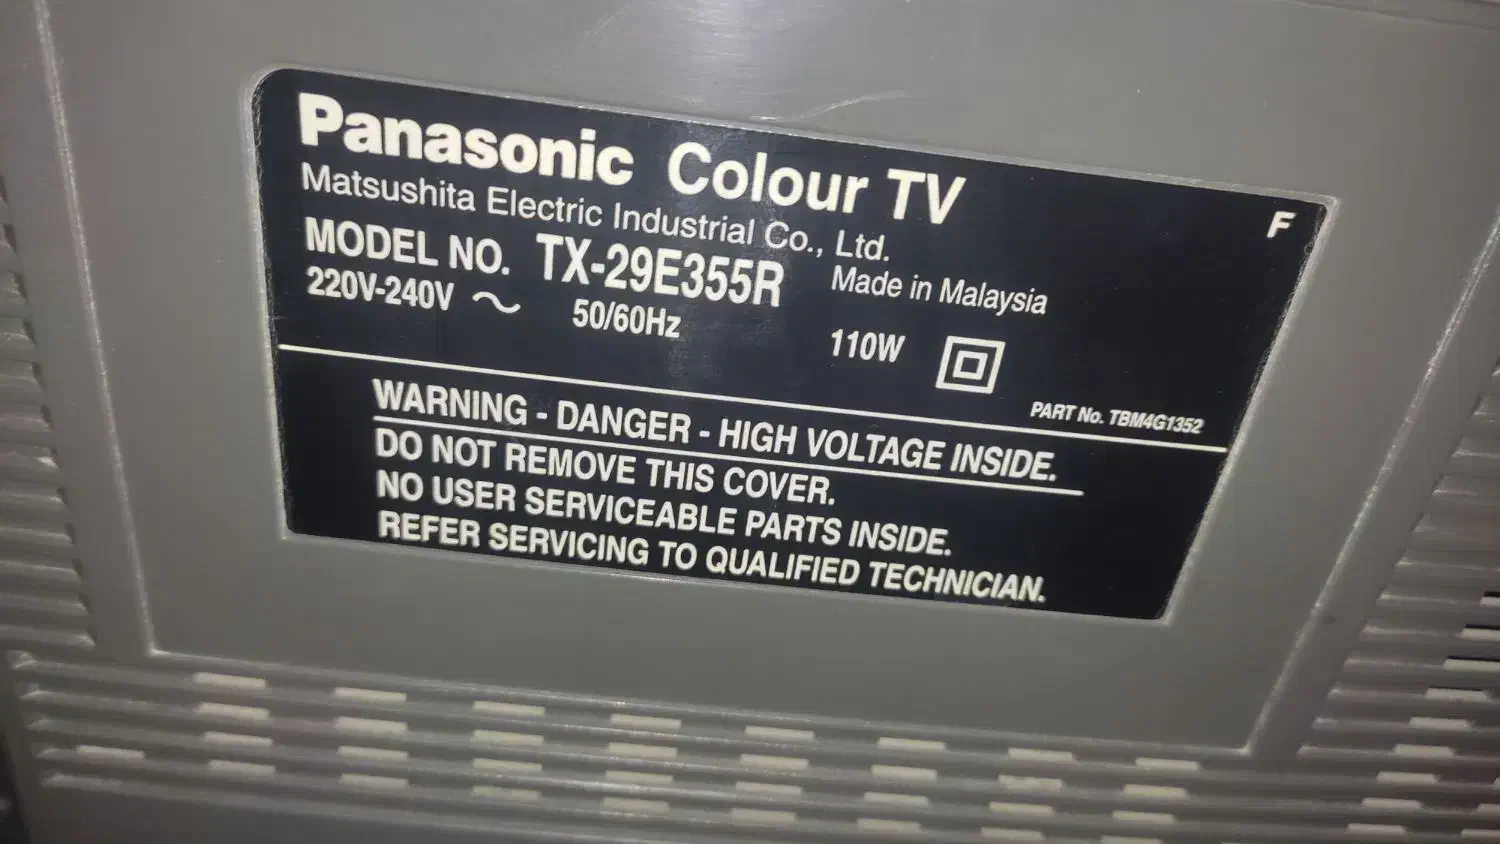 Panasonic Colour TV
F
Matsushita Electric Industrial Co., Ltd.
MODEL NO. TX-29E355R Made in Malaysia
220V-240V ~ 50/60Hz 110W
PART No. TBM4G1352
WARNING - DANGER - HIGH VOLTAGE INSIDE.
DO NOT REMOVE THIS COVER.
NO USER SERVICEABLE PARTS INSIDE.
REFER SERVICING TO QUALIFIED TECHNICIAN.